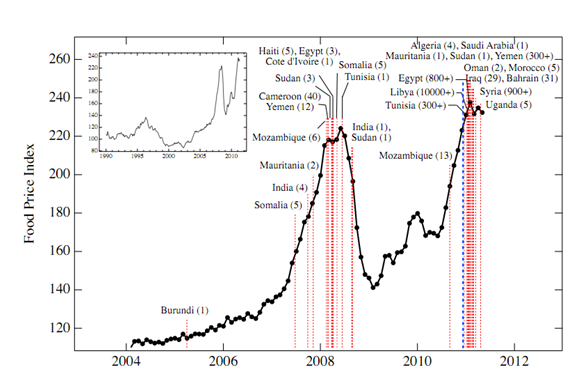 Algeria (4), Saudi Arabia (1)
Mauritania (1), Sudan (1), Yemen (300+)
Oman (2), Morocco (5)
Iraq (29), Bahrain (31)
Egypt (800+)
Syria (900+)
Libya (10000+)
Tunisia (300+)
Uganda (5)
Haiti (5), Egypt (3),
Cote d'Ivoire (1)
Somalia (5)
Sudan (3)
Tunisia (1)
Cameroon (40)
Yemen (12)
Mozambique (6)
India (1),
Sudan (1)
Mozambique (13)
Mauritania (2)
India (4)
Somalia (5)
Burundi (1)
240
220
200
180
160
140
120
100
80
1990 1995 2000 2005 2010
Food Price Index
260
240
220
200
180
160
140
120
2004 2006 2008 2010 2012